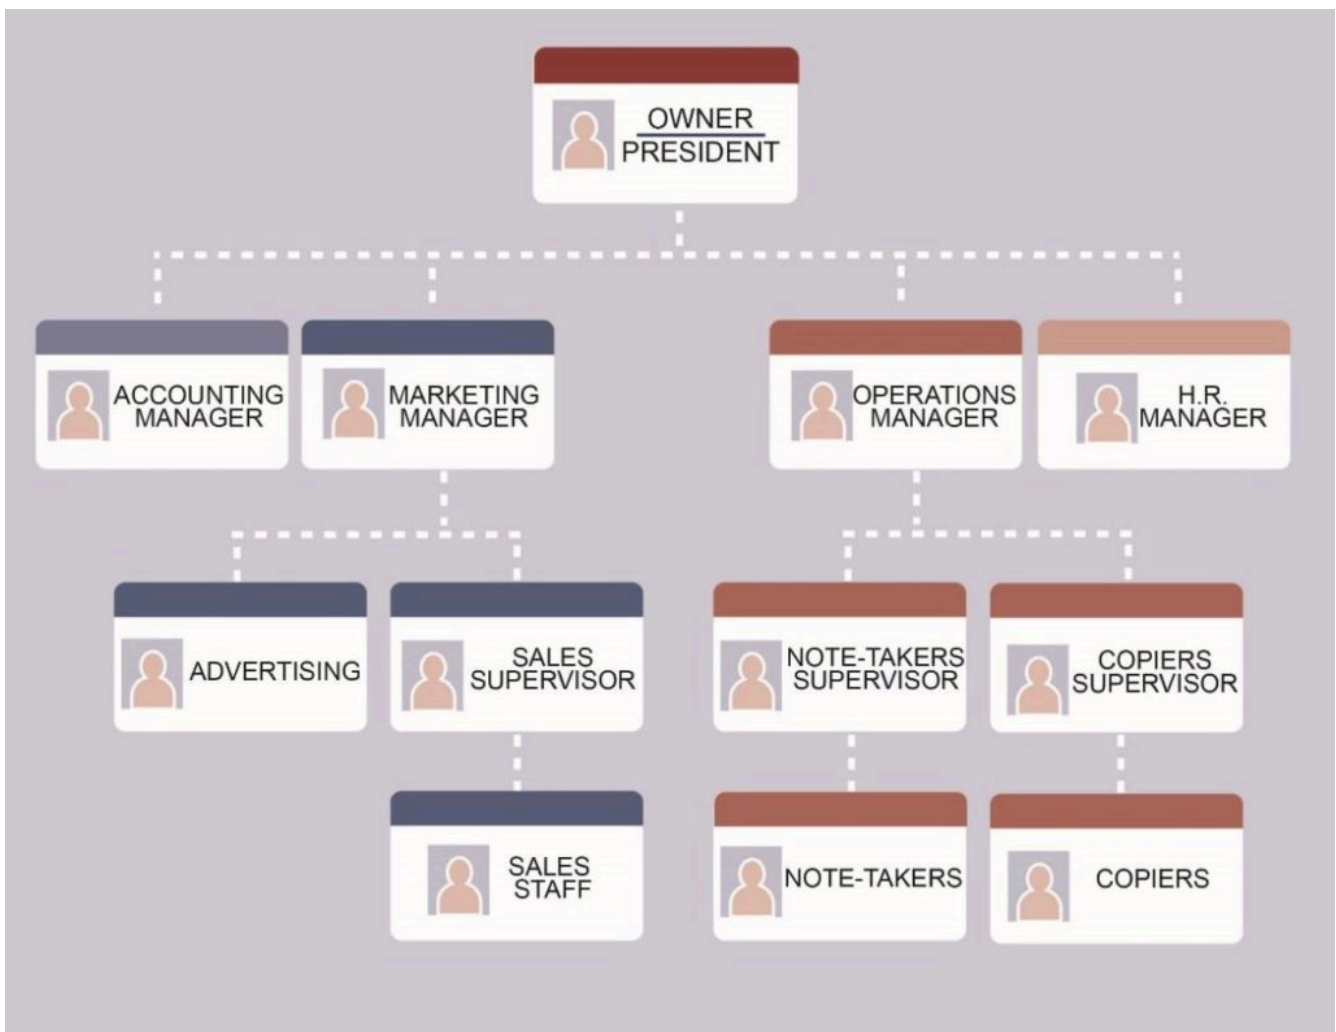 OWNER
PRESIDENT
ACCOUNTING
MANAGER
MARKETING
MANAGER
OPERATIONS
MANAGER
H.R.
MANAGER
ADVERTISING
SALES
SUPERVISOR
NOTE-TAKERS
SUPERVISOR
COPIERS
SUPERVISOR
SALES
STAFF
NOTE-TAKERS
COPIERS